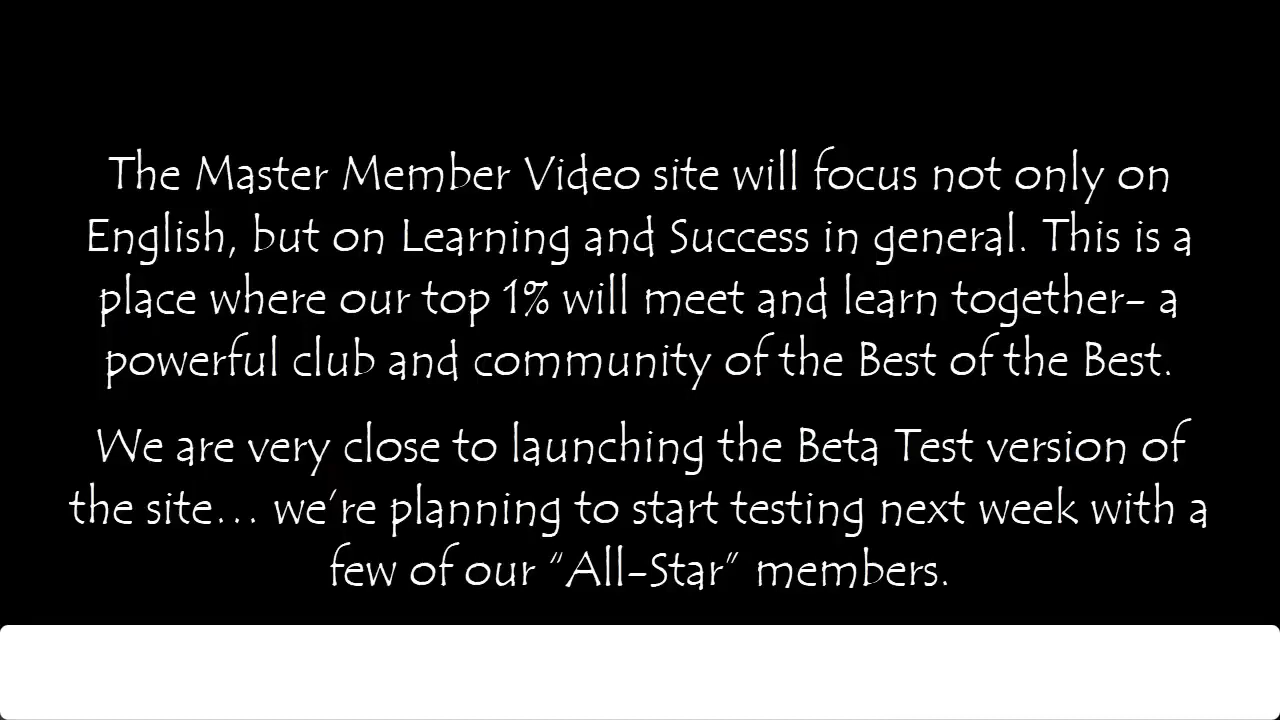 The Master Member Video site will focus not only on
English, but on Learning and Success in general. This is a
place where our top 1% will meet and learn together- a
powerful club and community of the Best of the Best.
We are very close to launching the Beta Test version of
the site… we’re planning to start testing next week with a
few of our “All-Star” members.